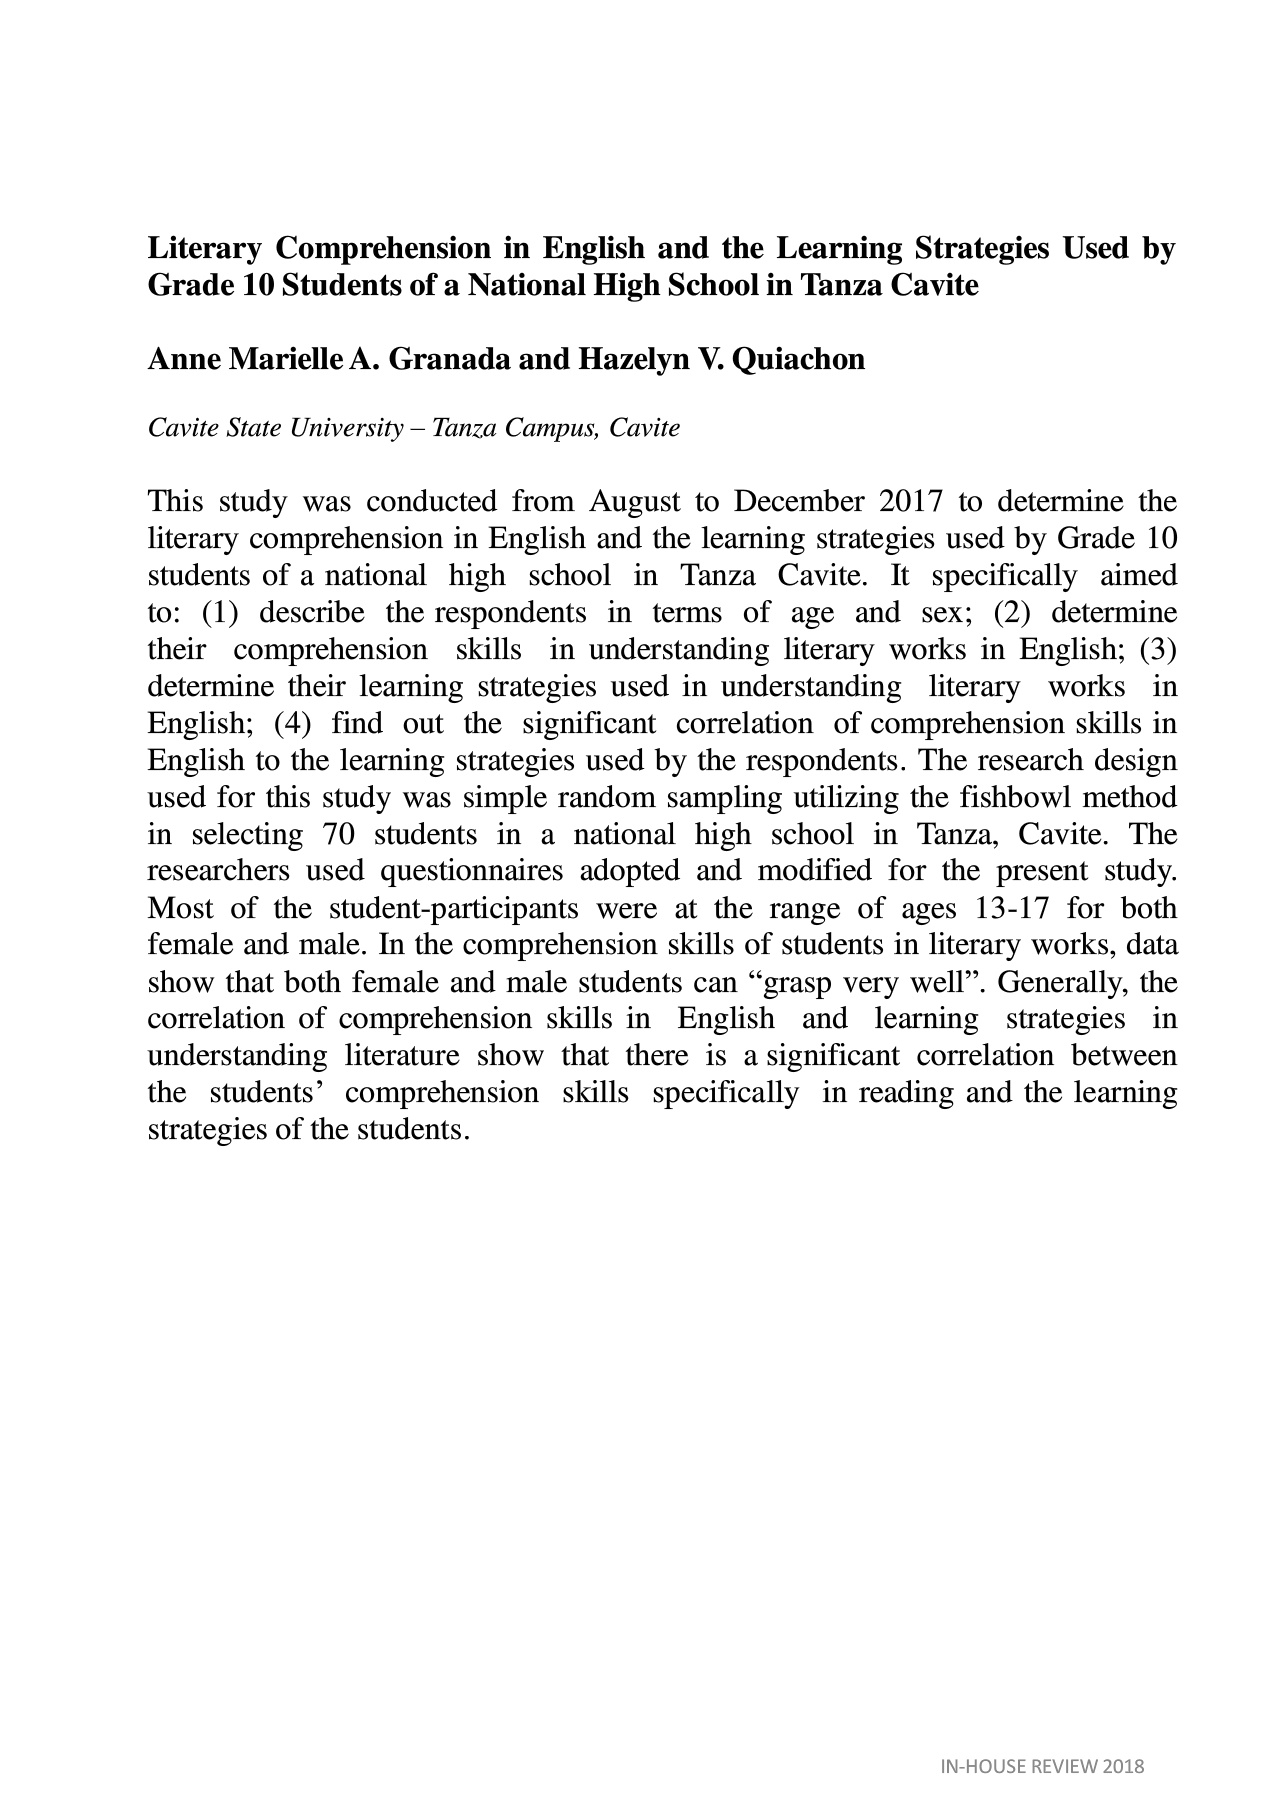 Literary Comprehension in English and the Learning Strategies Used by
Grade 10 Students of a National High School in Tanza Cavite
Anne Marielle A. Granada and Hazelyn V. Quiachon
Cavite State University – Tanza Campus, Cavite
This study was conducted from August to December 2017 to determine the
literary comprehension in English and the learning strategies used by Grade 10
students of a national high school in Tanza Cavite. It specifically aimed
to: (1) describe the respondents in terms of age and sex; (2) determine
their comprehension skills in understanding literary works in English; (3)
determine their learning strategies used in understanding literary works in
English; (4) find out the significant correlation of comprehension skills in
English to the learning strategies used by the respondents. The research design
used for this study was simple random sampling utilizing the fishbowl method
in selecting 70 students in a national high school in Tanza, Cavite. The
researchers used questionnaires adopted and modified for the present study.
Most of the student-participants were at the range of ages 13-17 for both
female and male. In the comprehension skills of students in literary works, data
show that both female and male students can “grasp very well”. Generally, the
correlation of comprehension skills in English and learning strategies in
understanding literature show that there is a significant correlation between
the students’ comprehension skills specifically in reading and the learning
strategies of the students.
IN-HOUSE REVIEW 2018